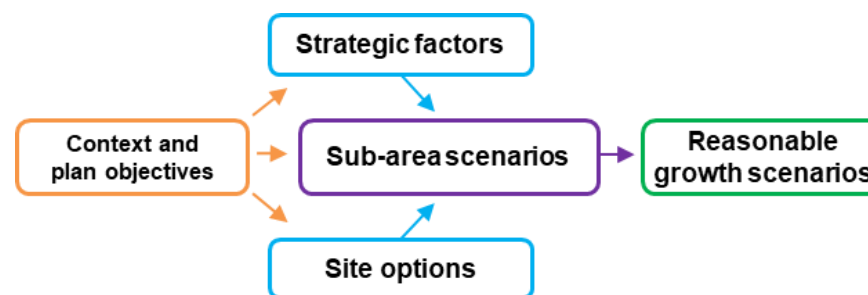 Strategic factors
Context and
plan objectives
Sub-area scenarios
Reasonable
growth scenarios
Site options